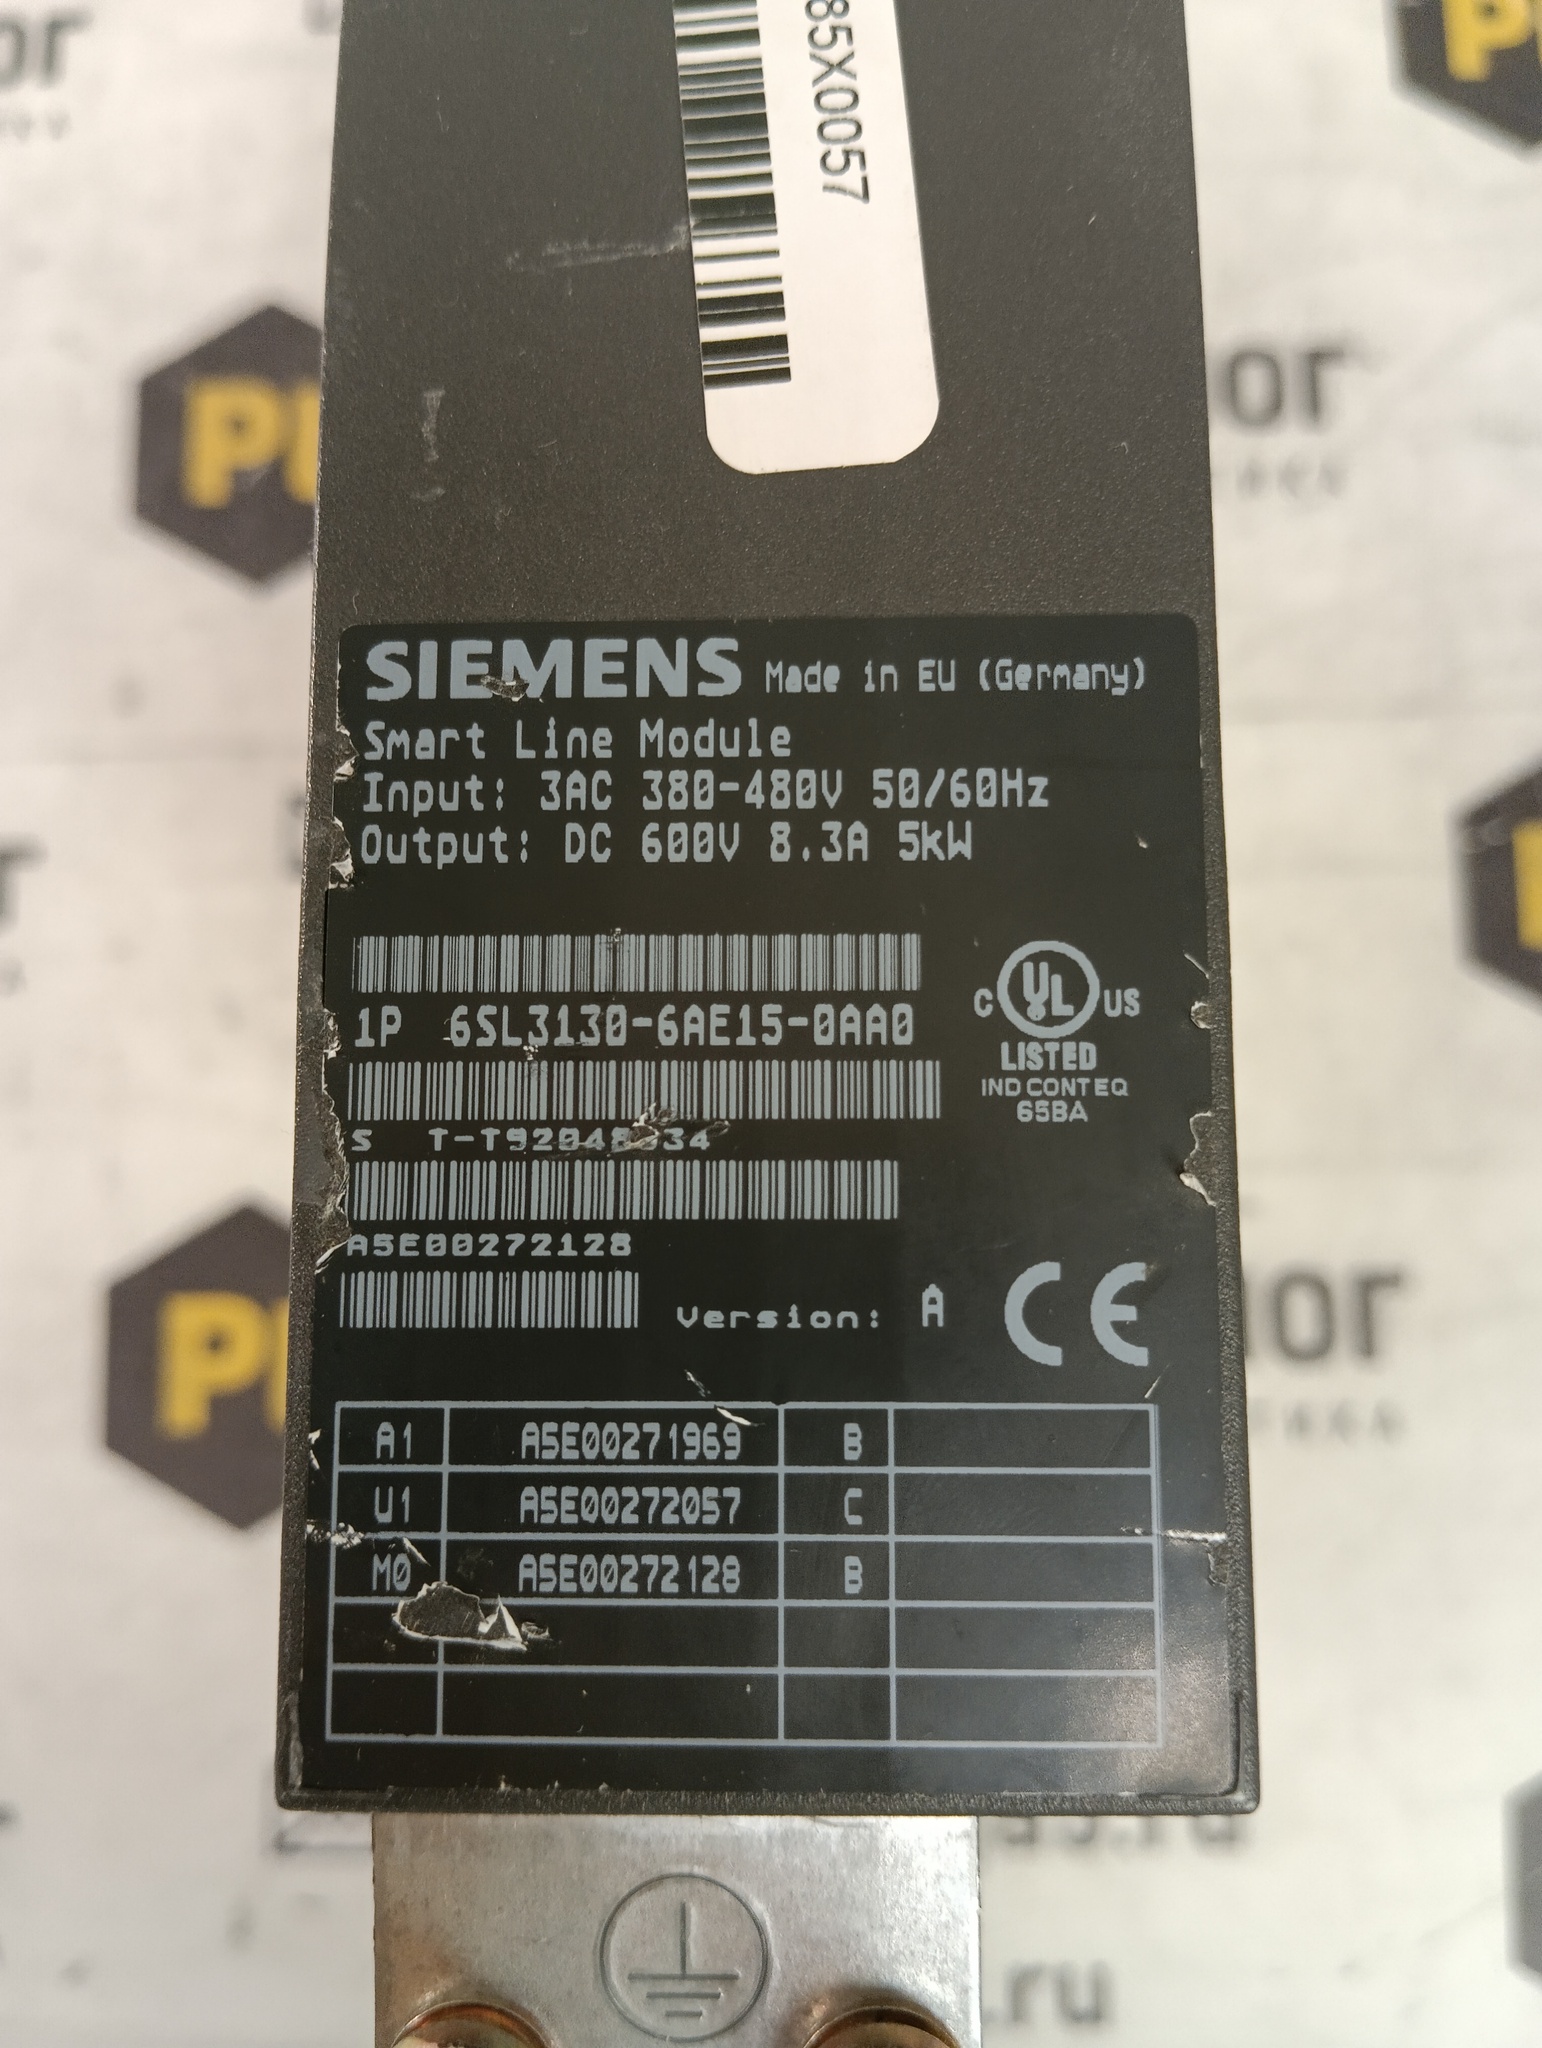 85X0057
SIEMENS Made in EU (Germany)
Smart Line Module
Input: 3AC 380-480V 50/60Hz
Output: DC 600V 8.3A 5kW
1P 6SL3130-6AE15-0AA0
C UL US
LISTED
IND CONT EQ
65BA
S
A5E00272128
Version: A CE
A1 A5E00271969 B
U1 A5E00272057 C
M0 A5E00272128 B
.ru